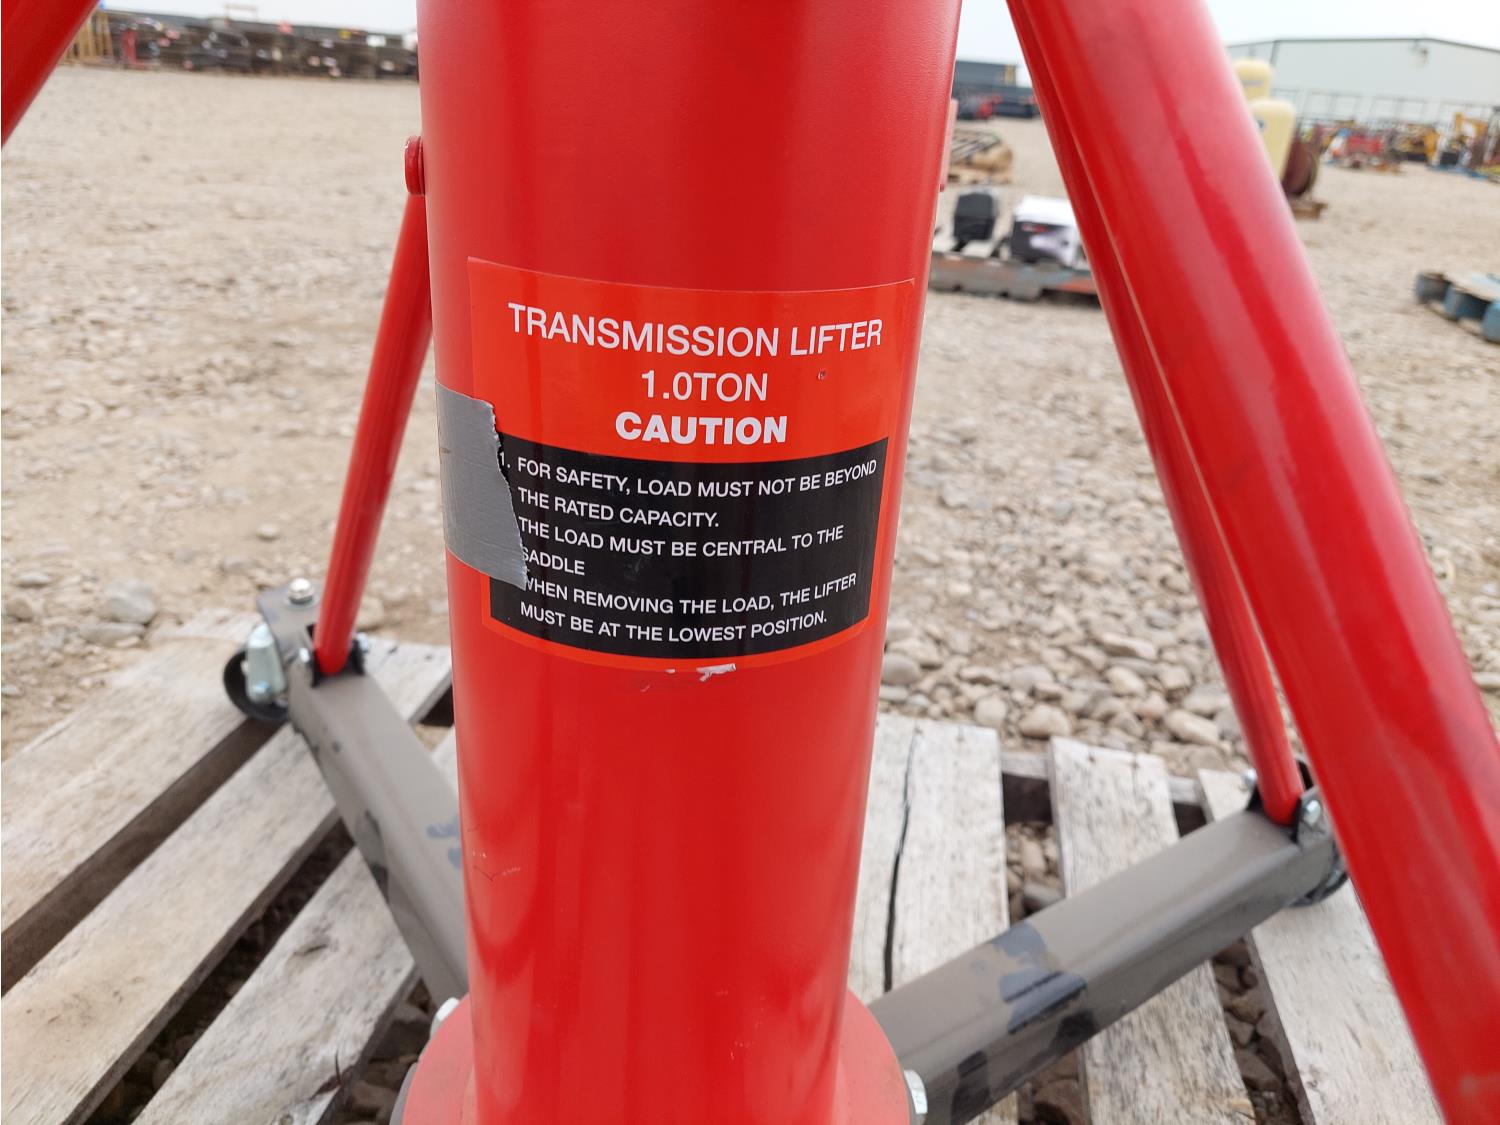 TRANSMISSION LIFTER
1.0TON
CAUTION
1. FOR SAFETY, LOAD MUST NOT BE BEYOND
THE RATED CAPACITY.
THE LOAD MUST BE CENTRAL TO THE
SADDLE
WHEN REMOVING THE LOAD, THE LIFTER
MUST BE AT THE LOWEST POSITION.